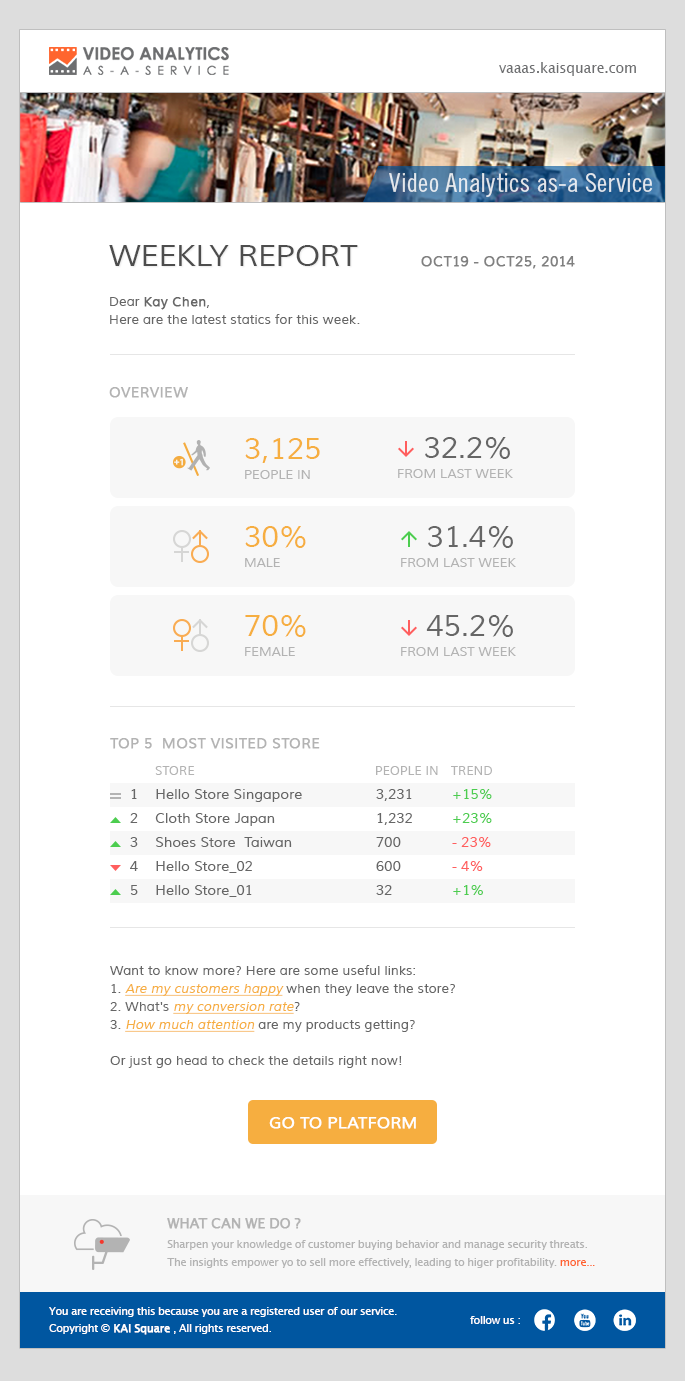 VIDEO ANALYTICS
AS-A-SERVICE
vaaas.kaisquare.com
Video Analytics as-a Service
WEEKLY REPORT
OCT19 - OCT25, 2014
Dear Kay Chen,
Here are the latest statics for this week.
OVERVIEW
+1
3,125
PEOPLE IN
32.2%
FROM LAST WEEK
30%
MALE
31.4%
FROM LAST WEEK
70%
FEMALE
45.2%
FROM LAST WEEK
TOP 5 MOST VISITED STORE
STORE PEOPLE IN TREND
1 Hello Store Singapore 3,231 +15%
2 Cloth Store Japan 1,232 +23%
3 Shoes Store Taiwan 700 - 23%
4 Hello Store_02 600 - 4%
5 Hello Store_01 32 +1%
Want to know more? Here are some useful links:
1. Are my customers happy when they leave the store?
2. What's my conversion rate?
3. How much attention are my products getting?
Or just go head to check the details right now!
GO TO PLATFORM
WHAT CAN WE DO ?
Sharpen your knowledge of customer buying behavior and manage security threats.
The insights empower yo to sell more effectively, leading to higer profitability. more...
You are receiving this because you are a registered user of our service.
Copyright © KAI Square , All rights reserved.
follow us :
f
You
Tube
in